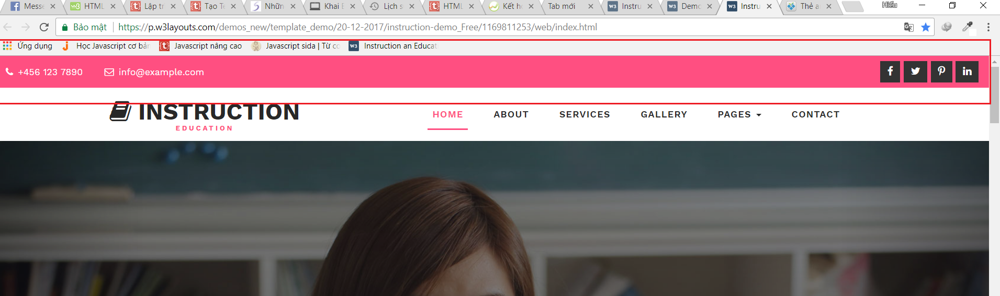 Messe HTML Lập tr Tạo Te Nhữn Khai B Lịch s HTML Kết h Tab mới Instru Demo Instru Thẻ a Hiếu
Bảo mật https://p.w3layouts.com/demos_new/template_demo/20-12-2017/instruction-demo_Free/1169811253/web/index.html
Ứng dụng Học Javascript cơ bản Javascript nâng cao Javascript sida | Từ cơ Instruction an Educat
+456 123 7890 info@example.com
INSTRUCTION
EDUCATION
HOME ABOUT SERVICES GALLERY PAGES CONTACT